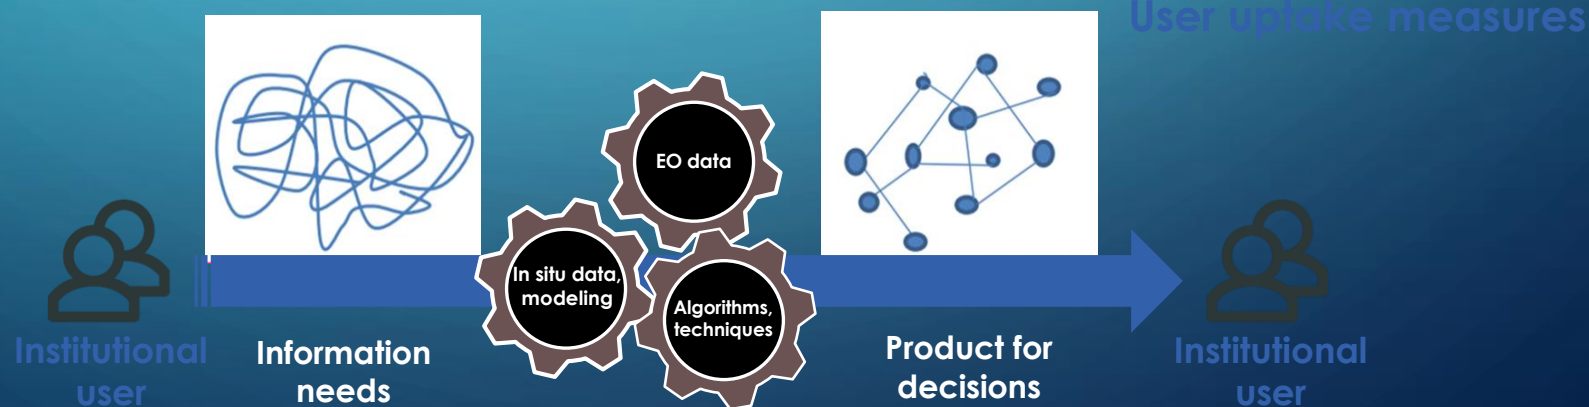 User uptake measures
EO data
In situ data,
modeling
Algorithms,
techniques
Institutional
user
Information
needs
Product for
decisions
Institutional
user